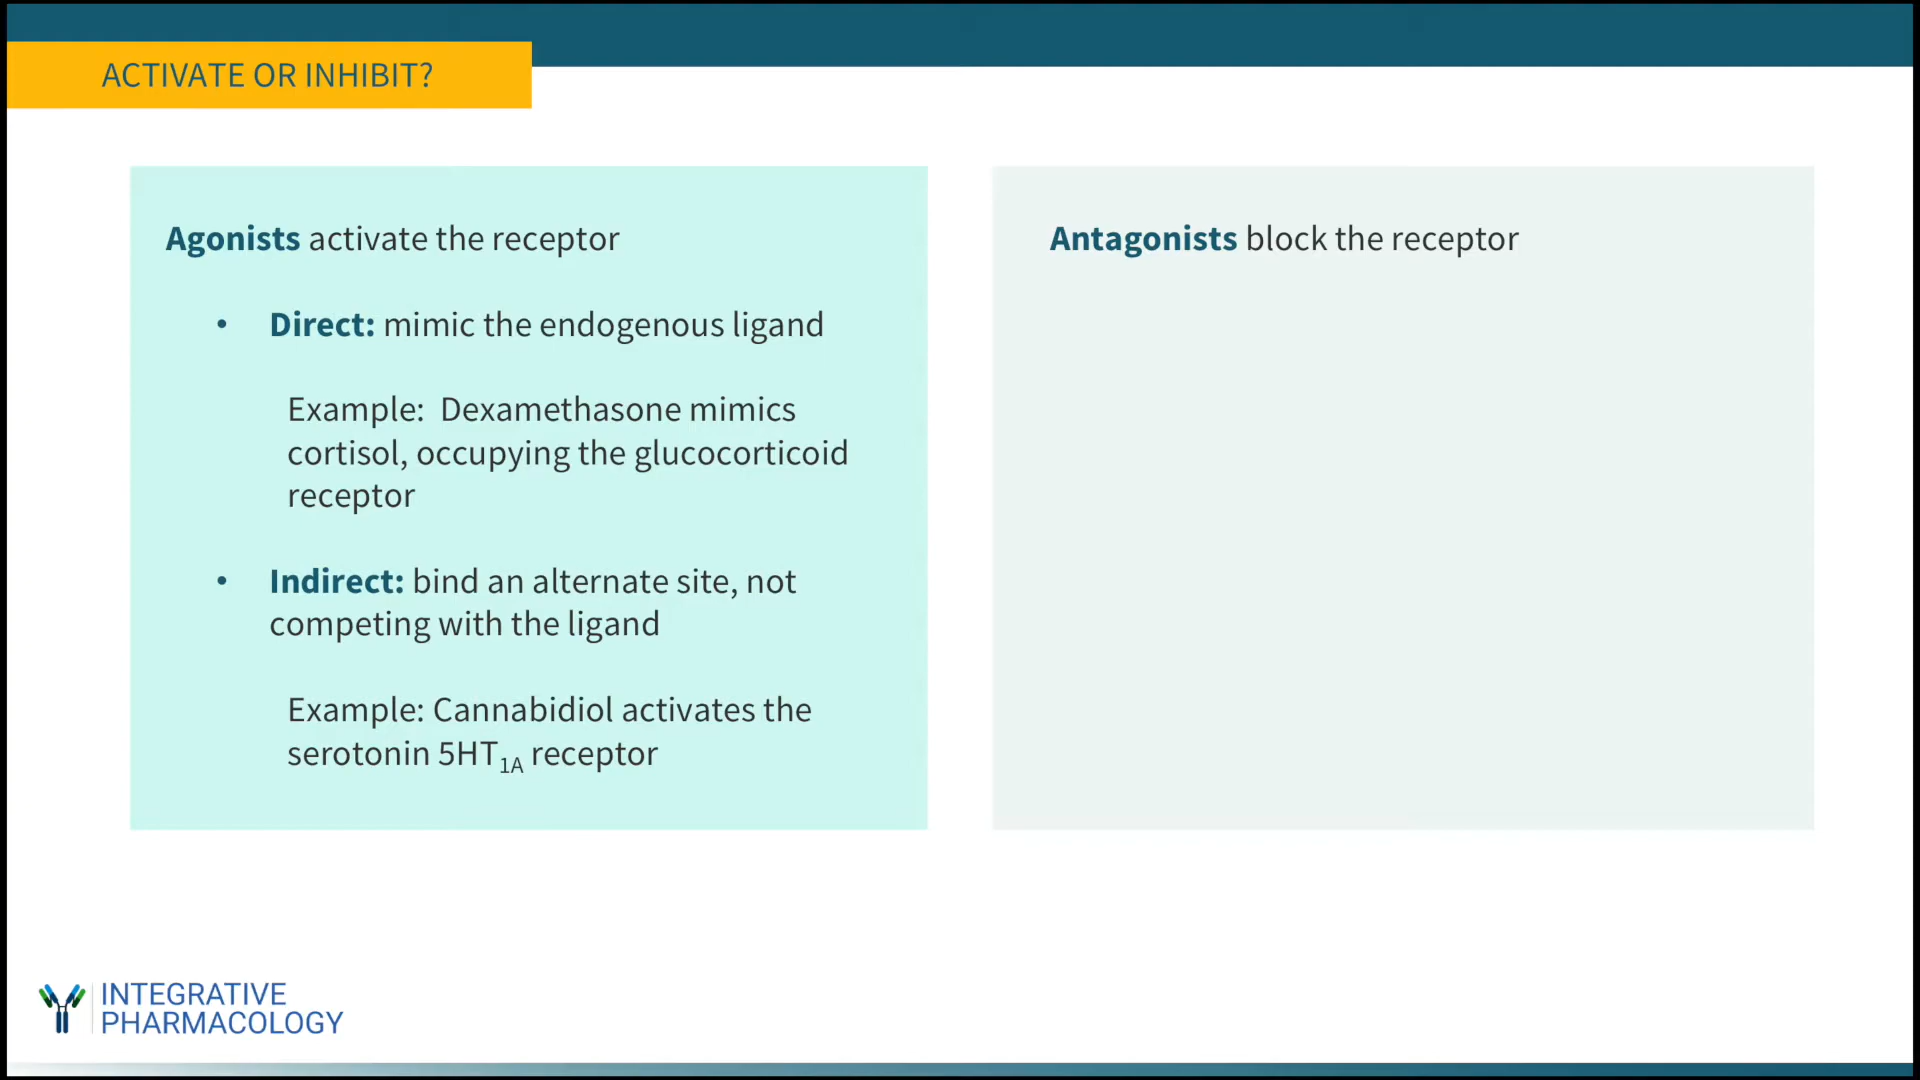 ACTIVATE OR INHIBIT?
Agonists activate the receptor
• Direct: mimic the endogenous ligand
Example: Dexamethasone mimics
cortisol, occupying the glucocorticoid
receptor
• Indirect: bind an alternate site, not
competing with the ligand
Example: Cannabidiol activates the
serotonin 5HT1A receptor
Antagonists block the receptor
INTEGRATIVE
PHARMACOLOGY